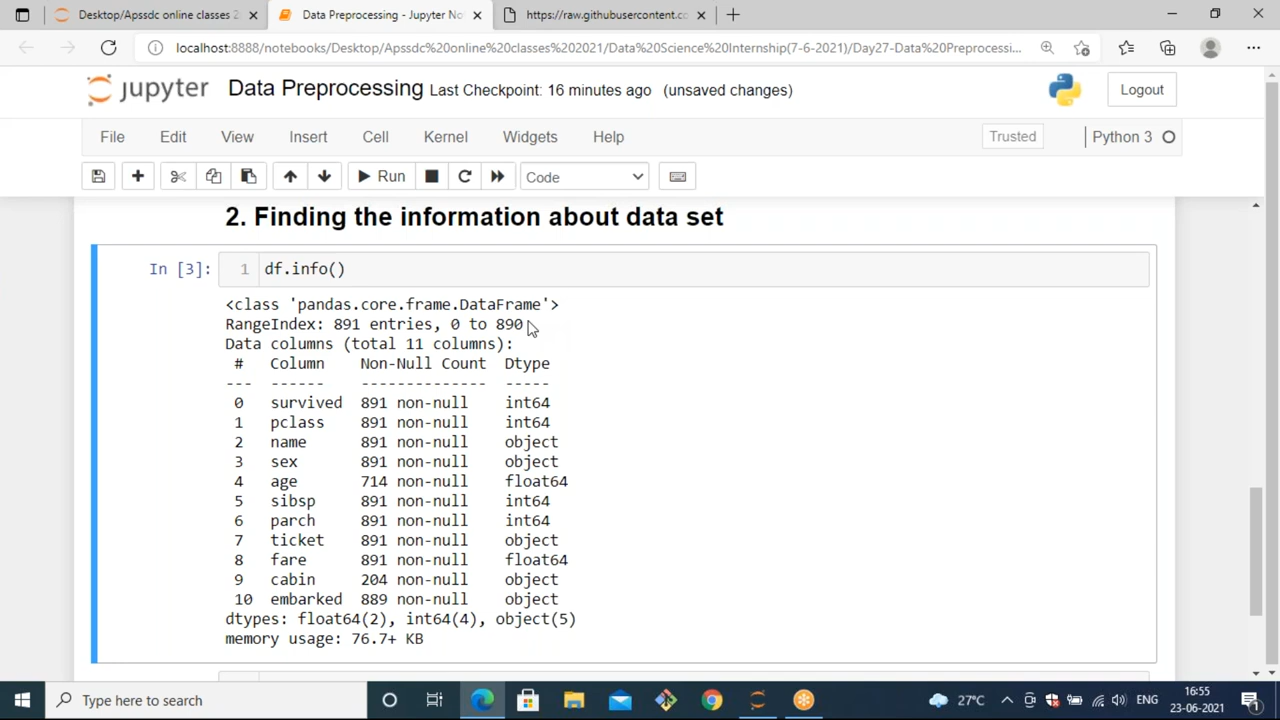 Desktop/Apssdc online classes 2
Data Preprocessing - Jupyter No
https://raw.githubusercontent.cc
localhost:8888/notebooks/Desktop/Apssdc%20online%20classes%202021/Data%20Science%20Internship(7-6-2021)/Day27-Data%20Preprocessi...
jupyter Data Preprocessing Last Checkpoint: 16 minutes ago (unsaved changes) Logout
File Edit View Insert Cell Kernel Widgets Help Trusted Python 3
Run Code
2. Finding the information about data set
In [3]: 1 df.info()
<class 'pandas.core.frame.DataFrame'>
RangeIndex: 891 entries, 0 to 890
Data columns (total 11 columns):
# Column Non-Null Count Dtype
--- ------ -------------- -----
0 survived 891 non-null int64
1 pclass 891 non-null int64
2 name 891 non-null object
3 sex 891 non-null object
4 age 714 non-null float64
5 sibsp 891 non-null int64
6 parch 891 non-null int64
7 ticket 891 non-null object
8 fare 891 non-null float64
9 cabin 204 non-null object
10 embarked 889 non-null object
dtypes: float64(2), int64(4), object(5)
memory usage: 76.7+ KB
Type here to search
27°C
ENG
16:55
23-06-2021
1